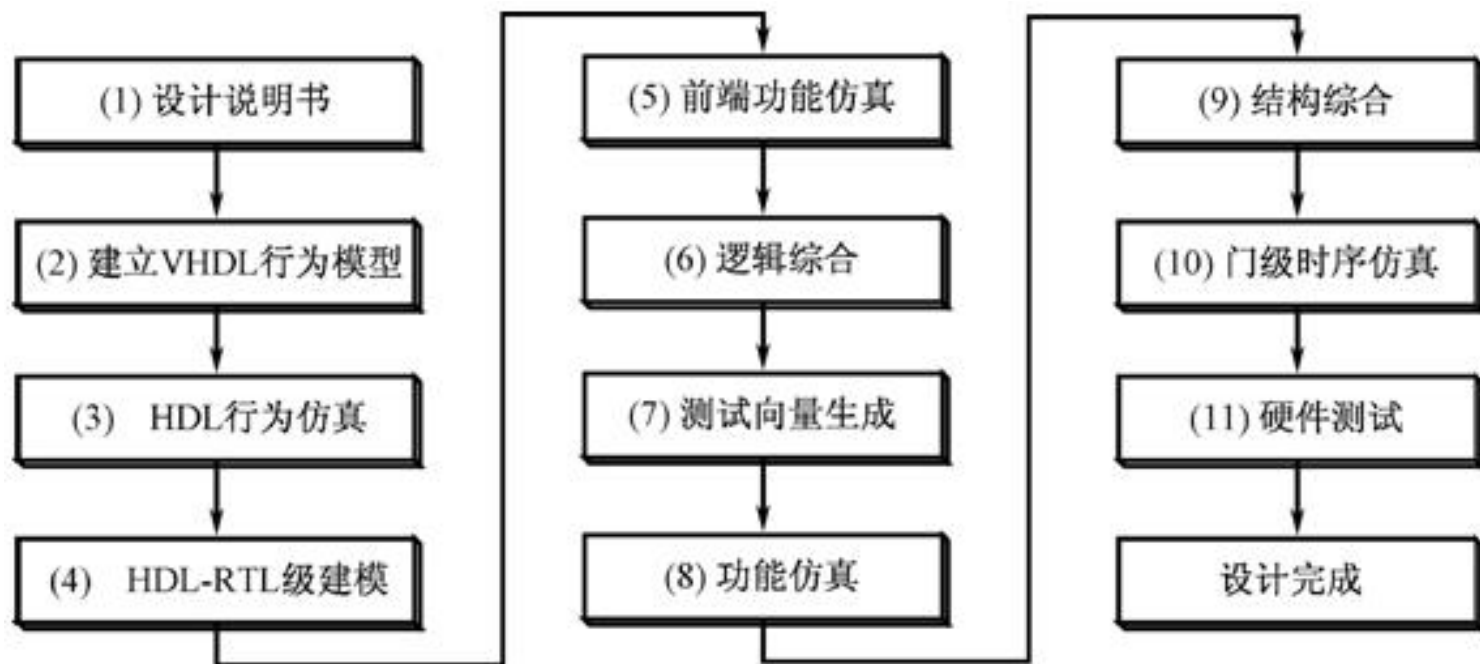 (1) 设计说明书
(2) 建立VHDL行为模型
(3) HDL行为仿真
(4) HDL-RTL级建模
(5) 前端功能仿真
(6) 逻辑综合
(7) 测试向量生成
(8) 功能仿真
(9) 结构综合
(10) 门级时序仿真
(11) 硬件测试
设计完成